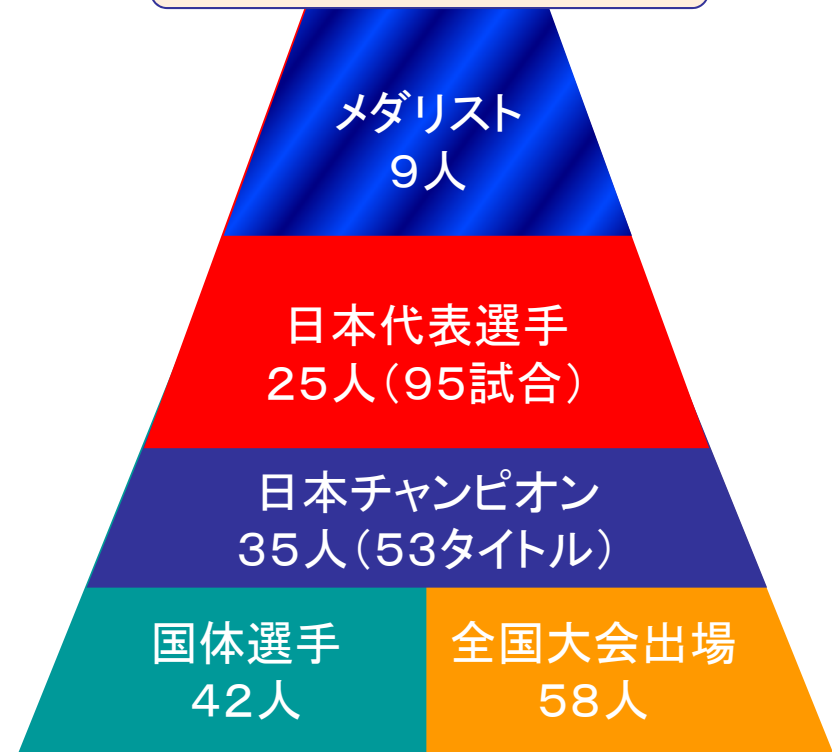 メダリスト
9人
日本代表選手
25人（95試合）
日本チャンピオン
35人（53タイトル）
国体選手
42人
全国大会出場
58人